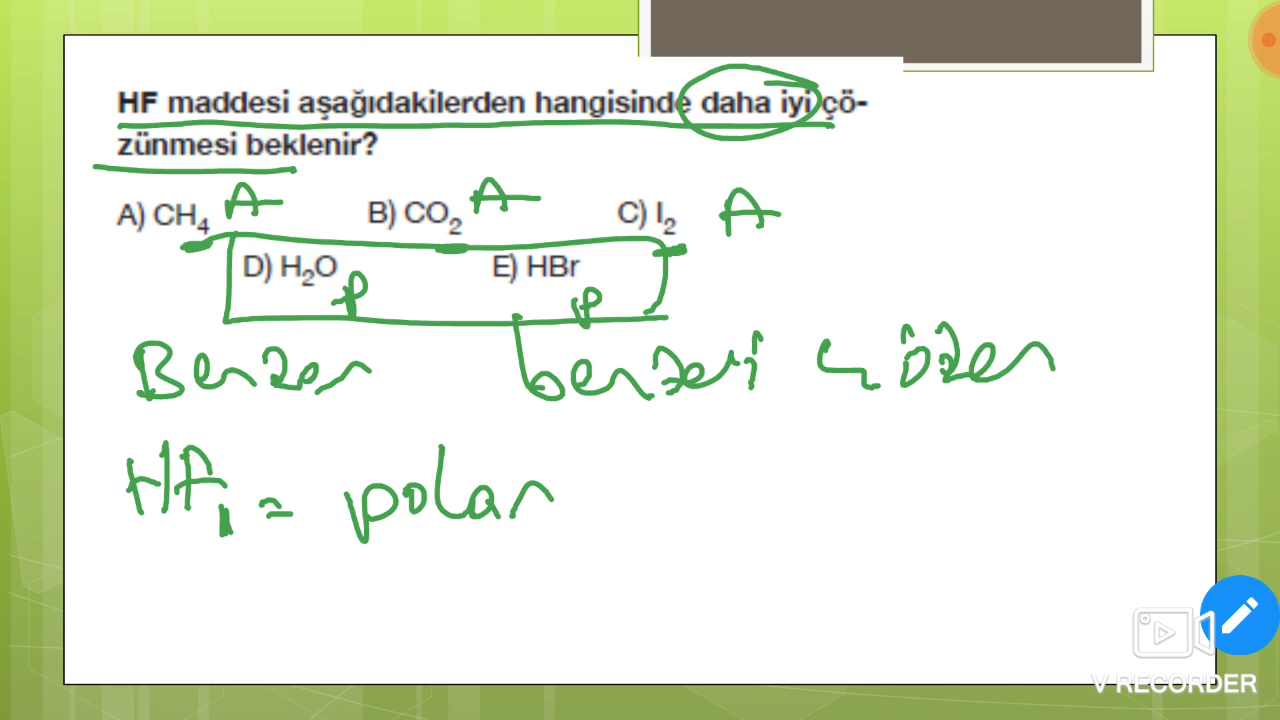 HF maddesi aşağıdakilerden hangisinde daha iyi çö-
zünmesi beklenir?
A) CH₄ A B) CO₂ A C) I₂ A
D) H₂O P E) HBr P
Benzer benzeri çözer
HF = polar
V RECORDER